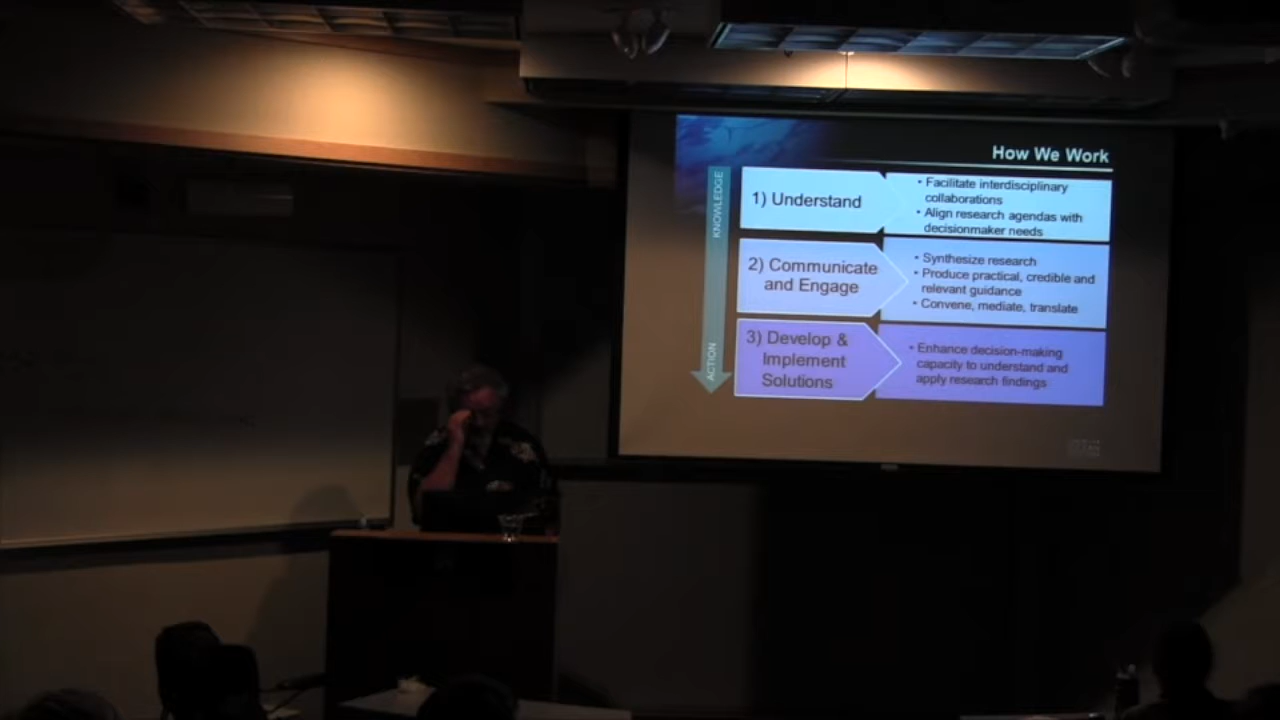 How We Work
KNOWLEDGE
ACTION
1) Understand
• Facilitate interdisciplinary
collaborations
• Align research agendas with
decisionmaker needs
2) Communicate
and Engage
• Synthesize research
• Produce practical, credible and
relevant guidance
• Convene, mediate, translate
3) Develop &
Implement
Solutions
• Enhance decision-making
capacity to understand and
apply research findings